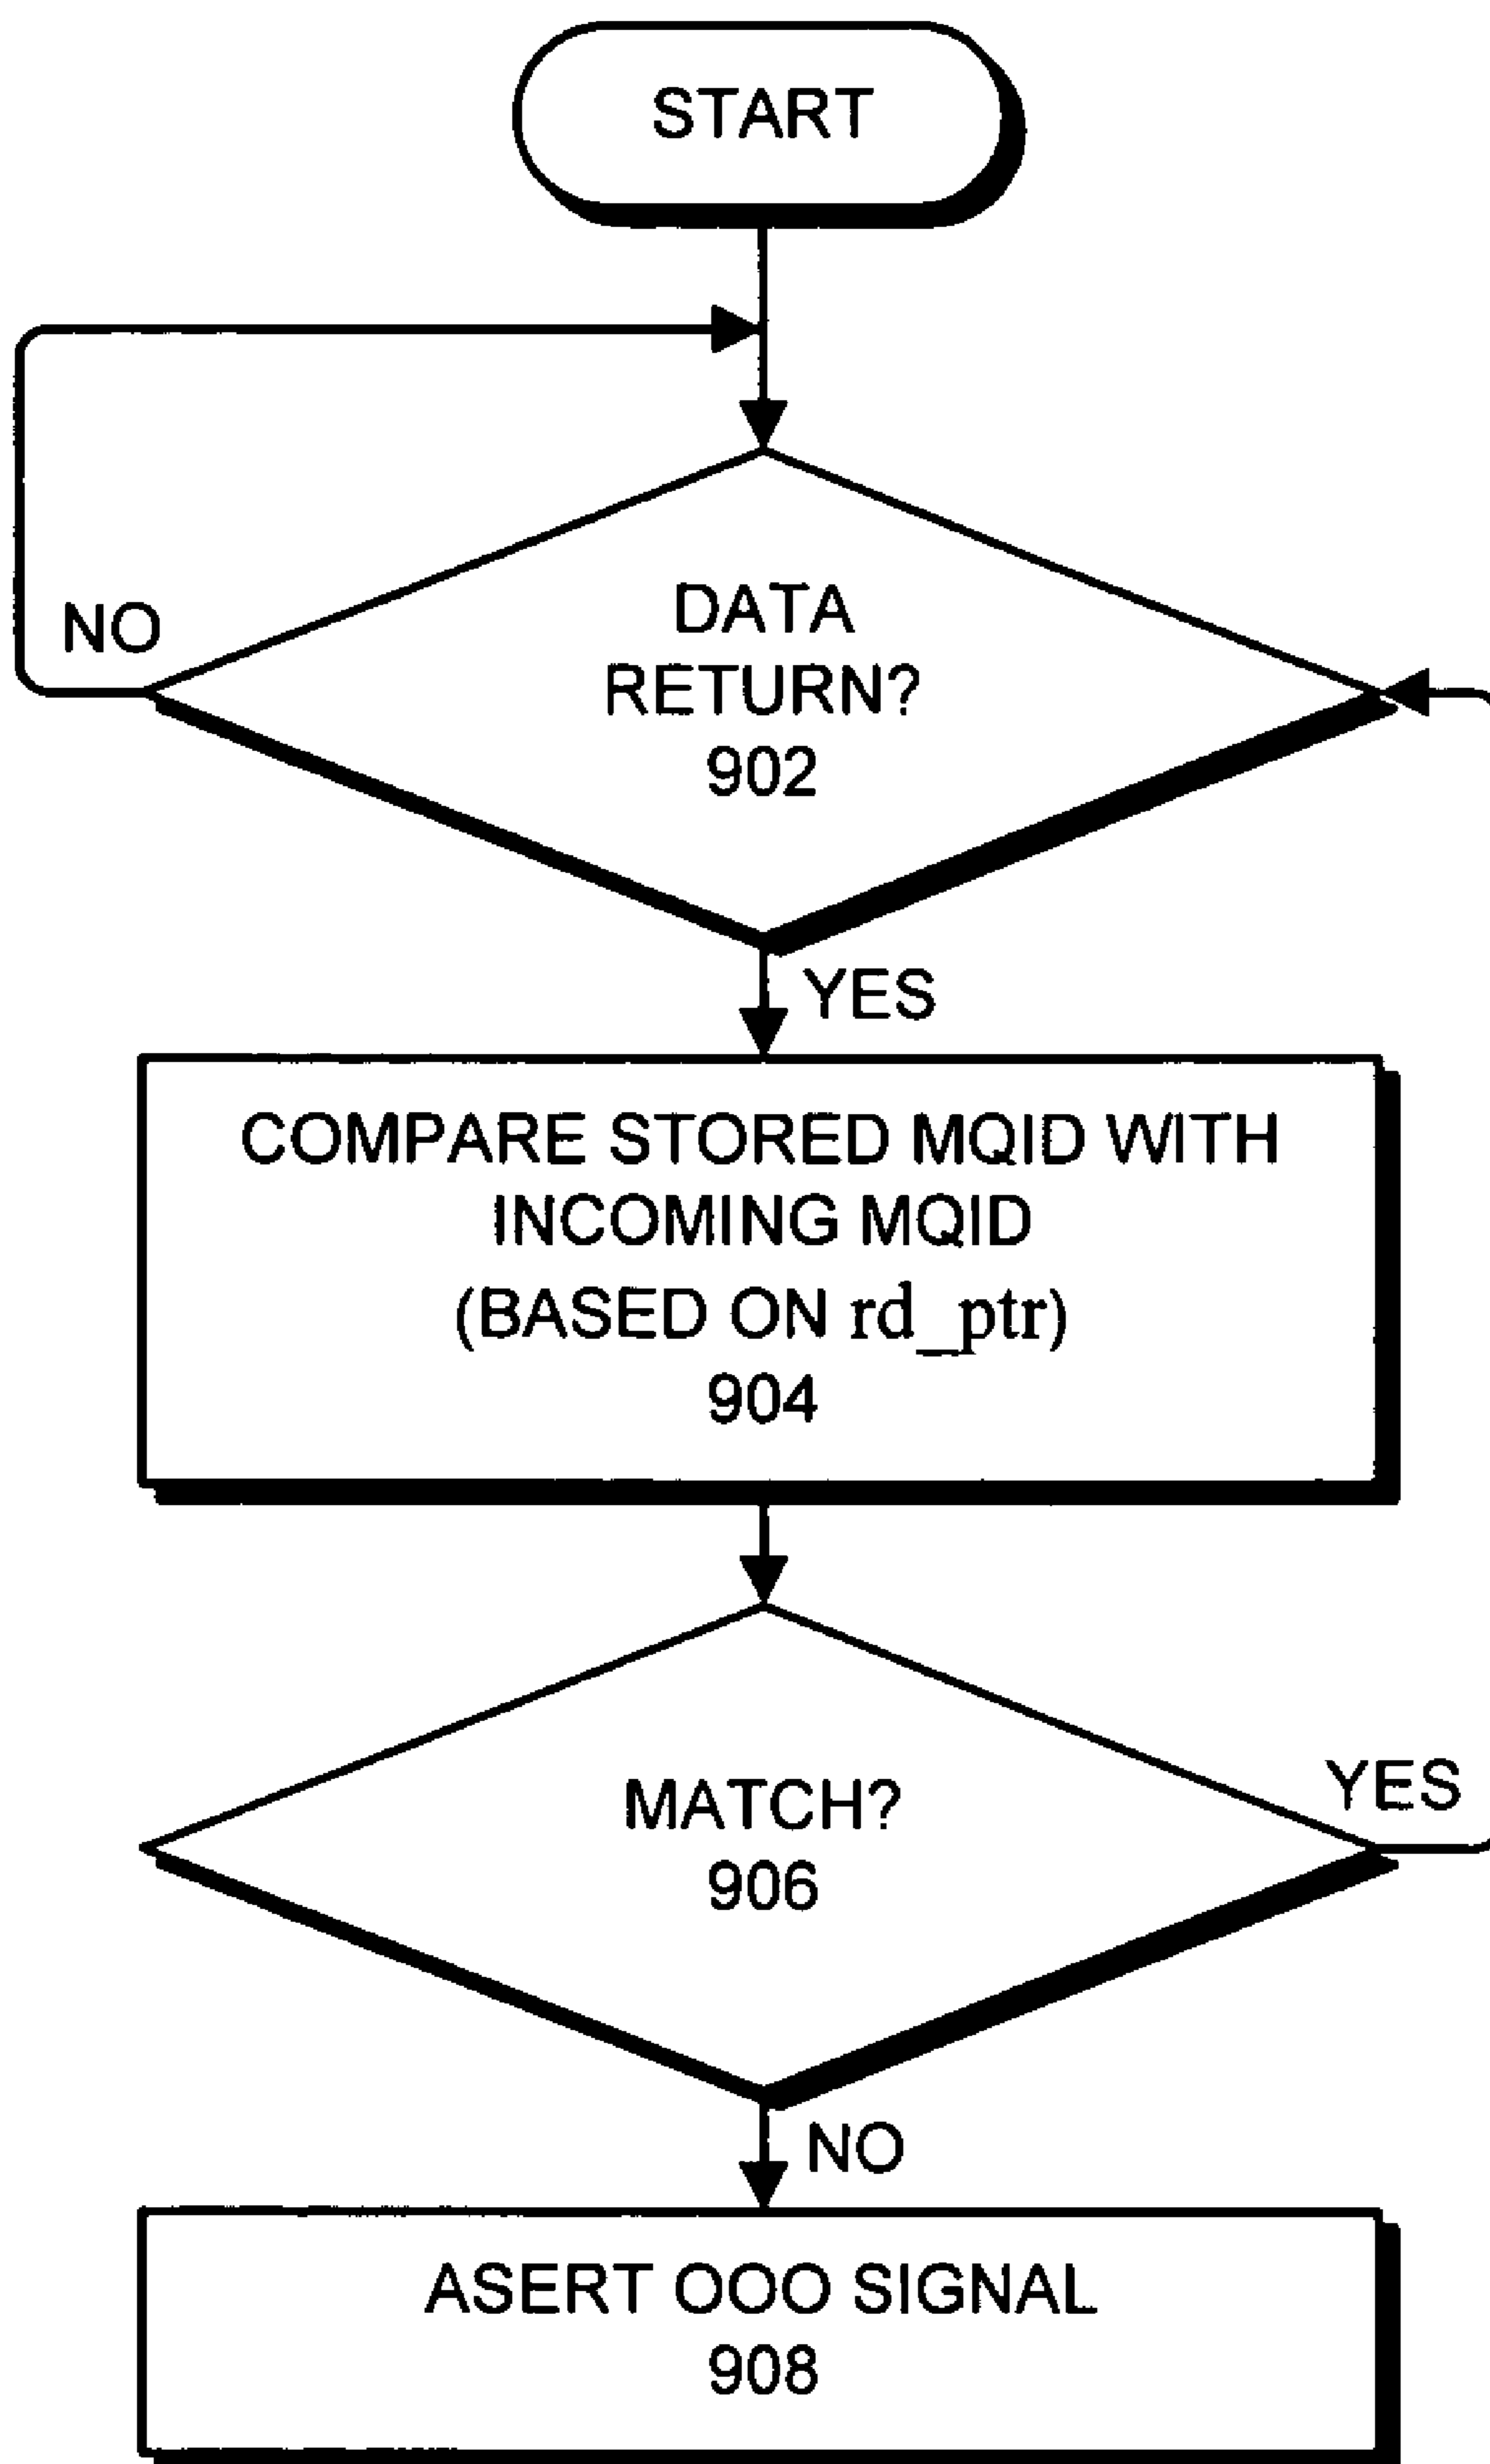 START
NO
DATA
RETURN?
902
YES
COMPARE STORED MQID WITH
INCOMING MQID
(BASED ON rd_ptr)
904
MATCH?
906
YES
NO
ASERT OOO SIGNAL
908